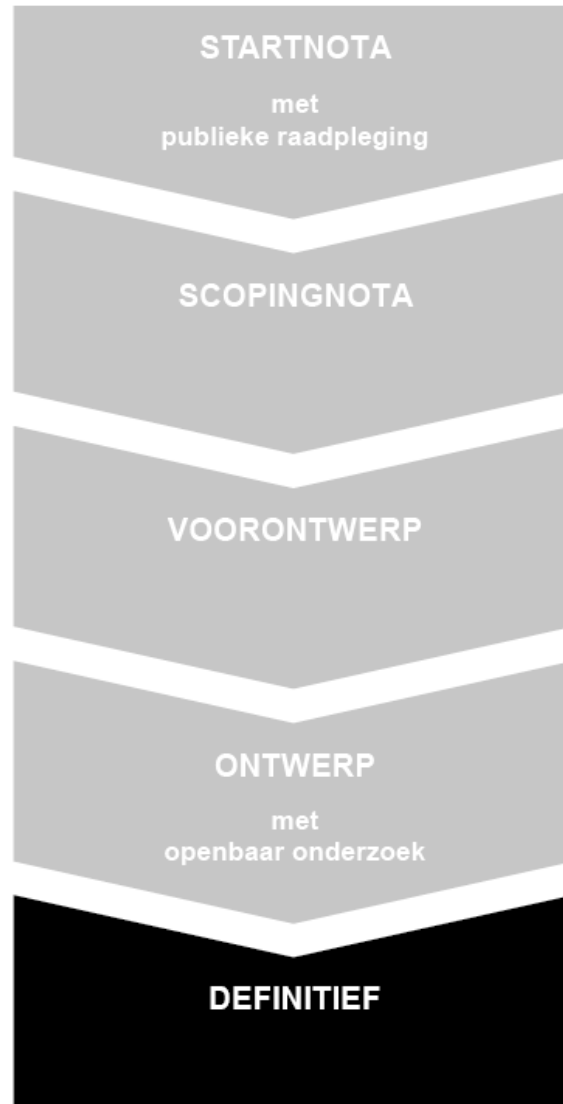 STARTNOTA
met
publieke raadpleging
SCOPINGNOTA
VOORONTWERP
ONTWERP
met
openbaar onderzoek
DEFINITIEF